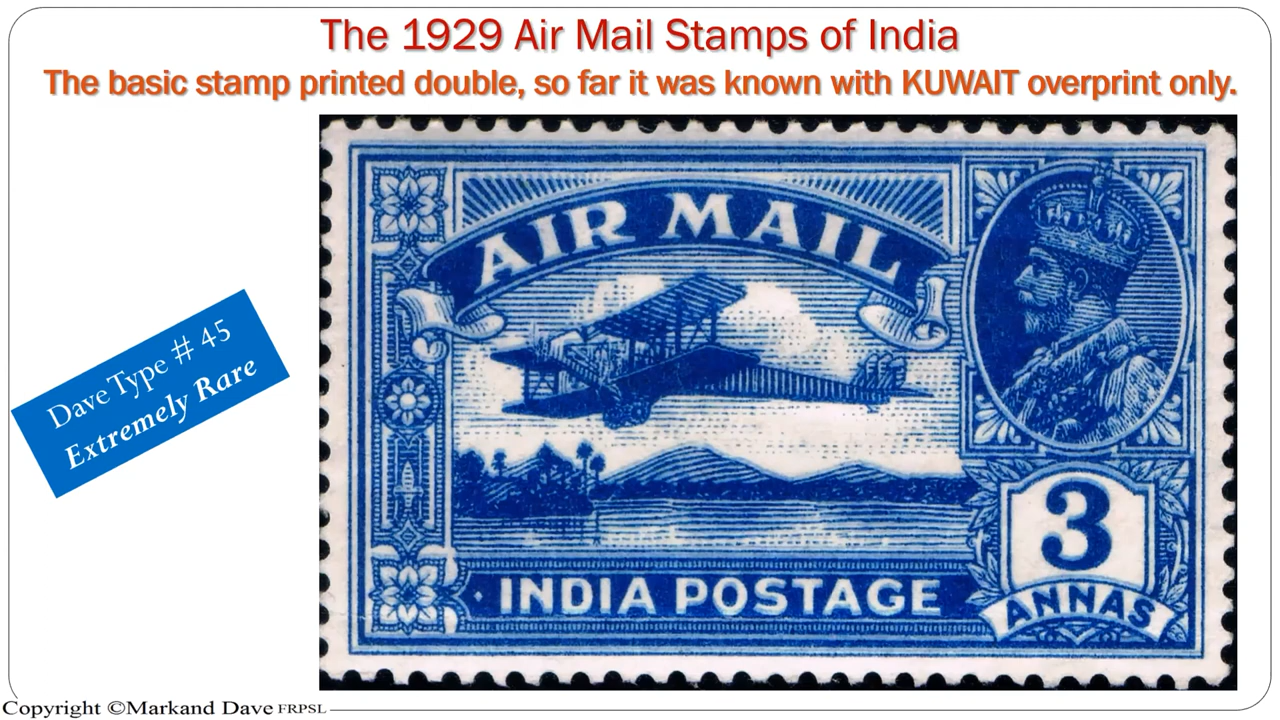 The 1929 Air Mail Stamps of India
The basic stamp printed double, so far it was known with KUWAIT overprint only.
AIR MAIL
Dave Type # 45
Extremely Rare
3
ANNAS
INDIA POSTAGE
Copyright ©Markand Dave FRPSL